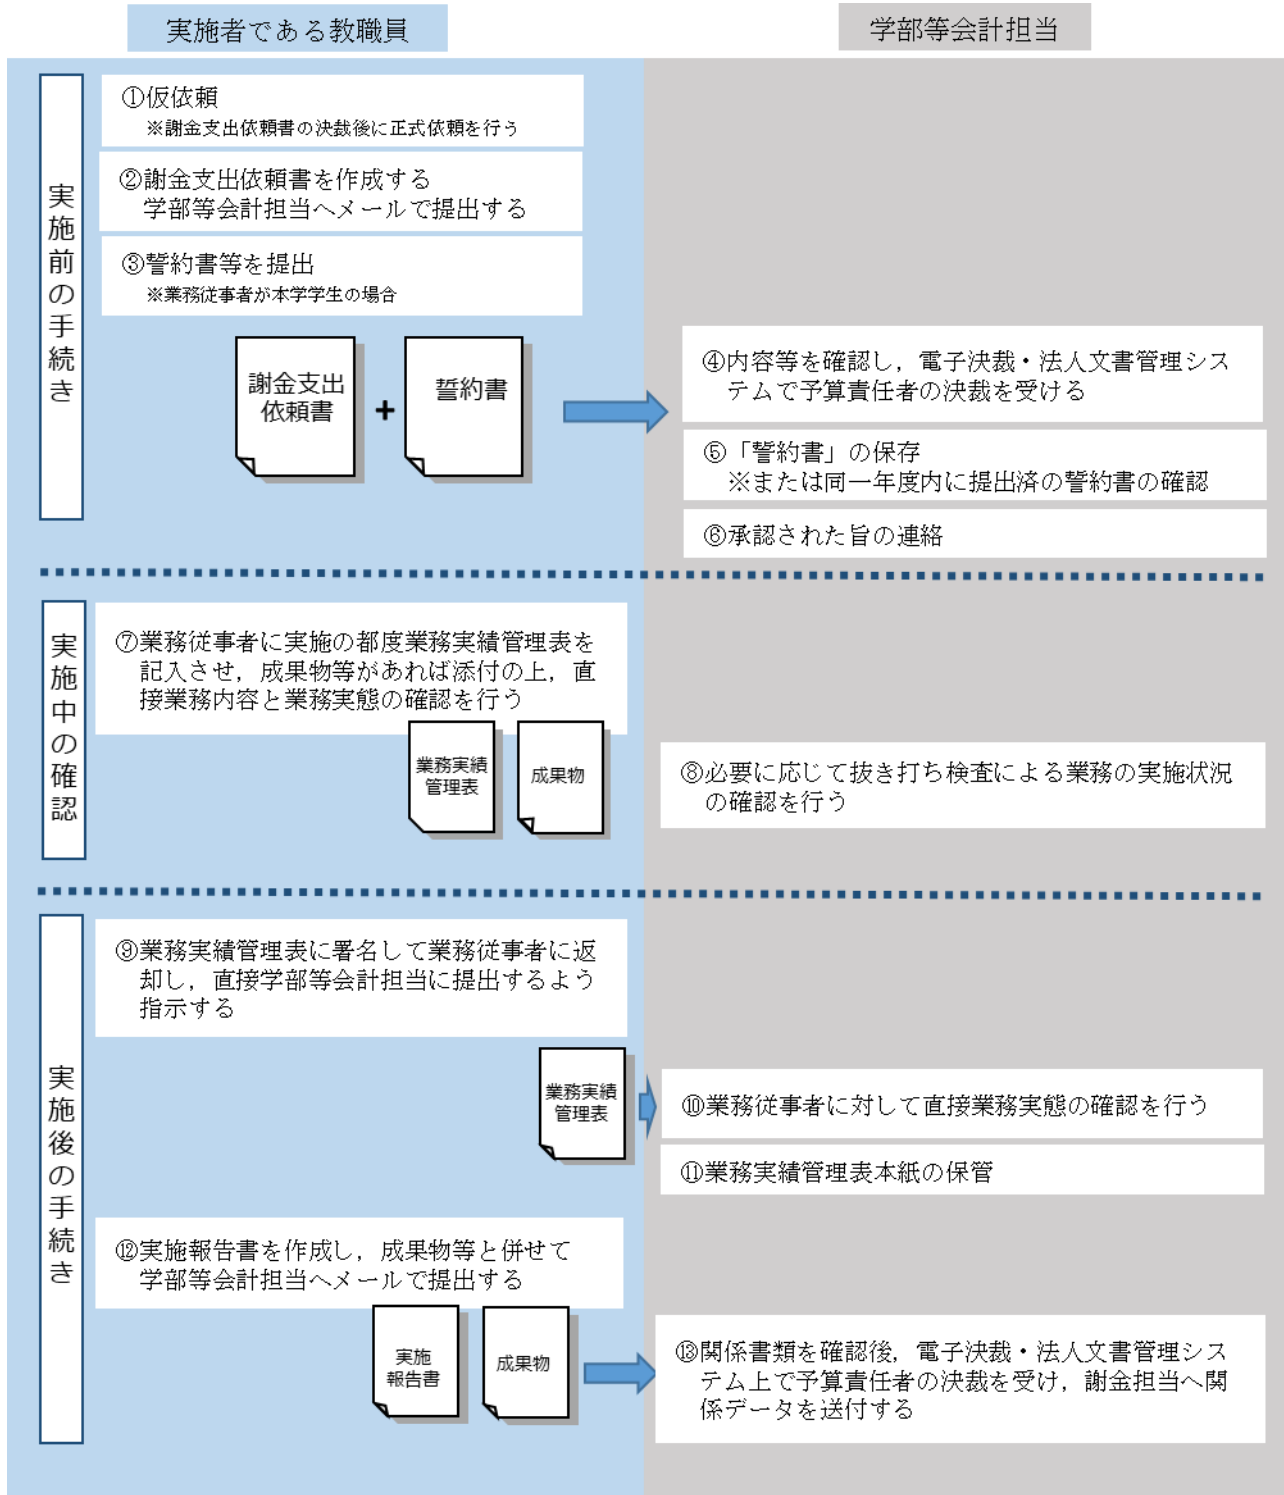 実施者である教職員
学部等会計担当
実施前の手続き
①仮依頼
※謝金支出依頼書の決裁後に正式依頼を行う
②謝金支出依頼書を作成する
学部等会計担当へメールで提出する
③誓約書等を提出
※業務従事者が本学学生の場合
謝金支出
依頼書
+
誓約書
④内容等を確認し，電子決裁・法人文書管理シス
テムで予算責任者の決裁を受ける
⑤「誓約書」の保存
※または同一年度内に提出済の誓約書の確認
⑥承認された旨の連絡
実施中の確認
⑦業務従事者に実施の都度業務実績管理表を
記入させ，成果物等があれば添付の上，直
接業務内容と業務実態の確認を行う
業務実績
管理表
成果物
⑧必要に応じて抜き打ち検査による業務の実施状況
の確認を行う
実施後の手続き
⑨業務実績管理表に署名して業務従事者に返
却し，直接学部等会計担当に提出するよう
指示する
業務実績
管理表
⑩業務従事者に対して直接業務実態の確認を行う
⑪業務実績管理表本紙の保管
⑫実施報告書を作成し，成果物等と併せて
学部等会計担当へメールで提出する
実施
報告書
成果物
⑬関係書類を確認後，電子決裁・法人文書管理シス
テム上で予算責任者の決裁を受け，謝金担当へ関
係データを送付する